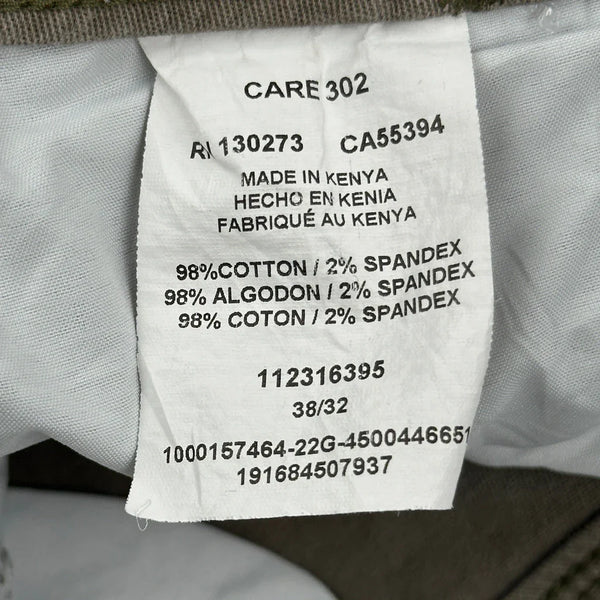 CARE 302
RN 130273 CA55394
MADE IN KENYA
HECHO EN KENIA
FABRIQUÉ AU KENYA
98%COTTON / 2% SPANDEX
98% ALGODON / 2% SPANDEX
98% COTON / 2% SPANDEX
112316395
38/32
1000157464-22G-4500446651
191684507937